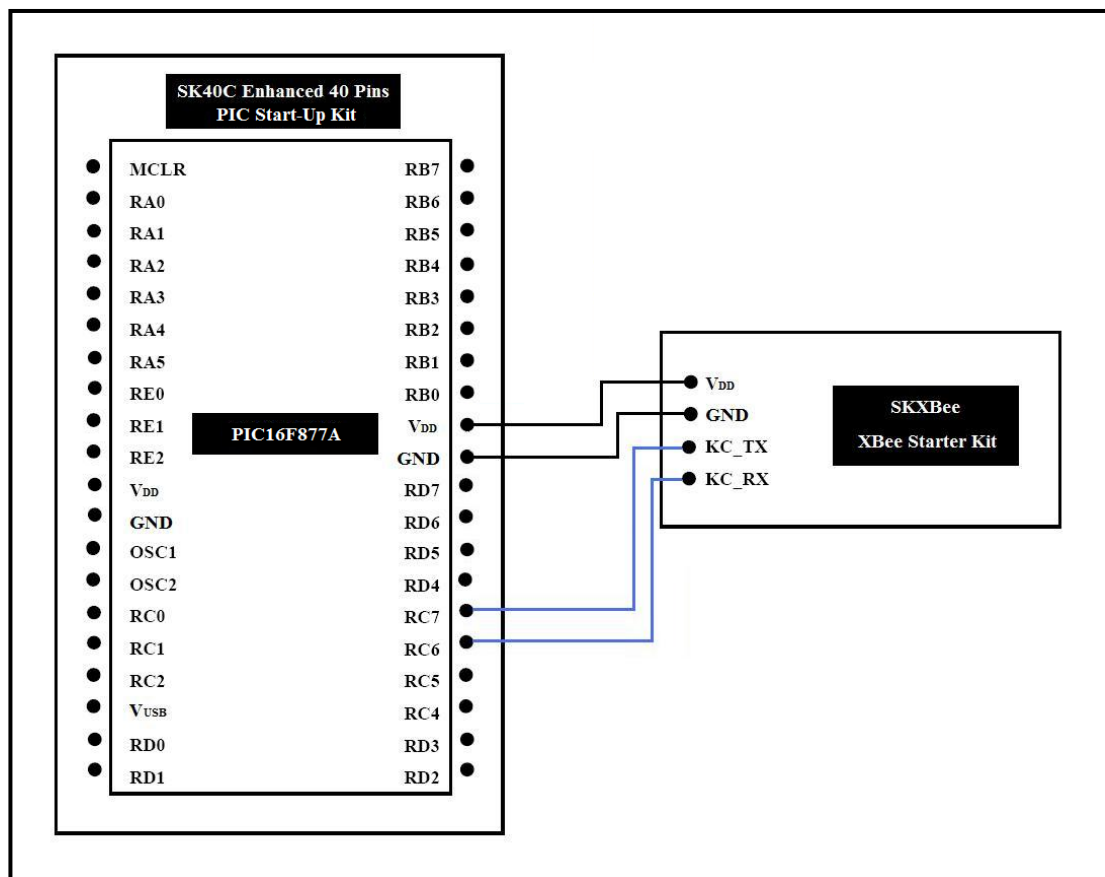 SK40C Enhanced 40 Pins
PIC Start-Up Kit
MCLR
RA0
RA1
RA2
RA3
RA4
RA5
RE0
RE1
RE2
VDD
GND
OSC1
OSC2
RC0
RC1
RC2
VUSB
RD0
RD1
PIC16F877A
RB7
RB6
RB5
RB4
RB3
RB2
RB1
RB0
VDD
GND
RD7
RD6
RD5
RD4
RC7
RC6
RC5
RC4
RD3
RD2
VDD
GND
KC_TX
KC_RX
SKXBee
XBee Starter Kit